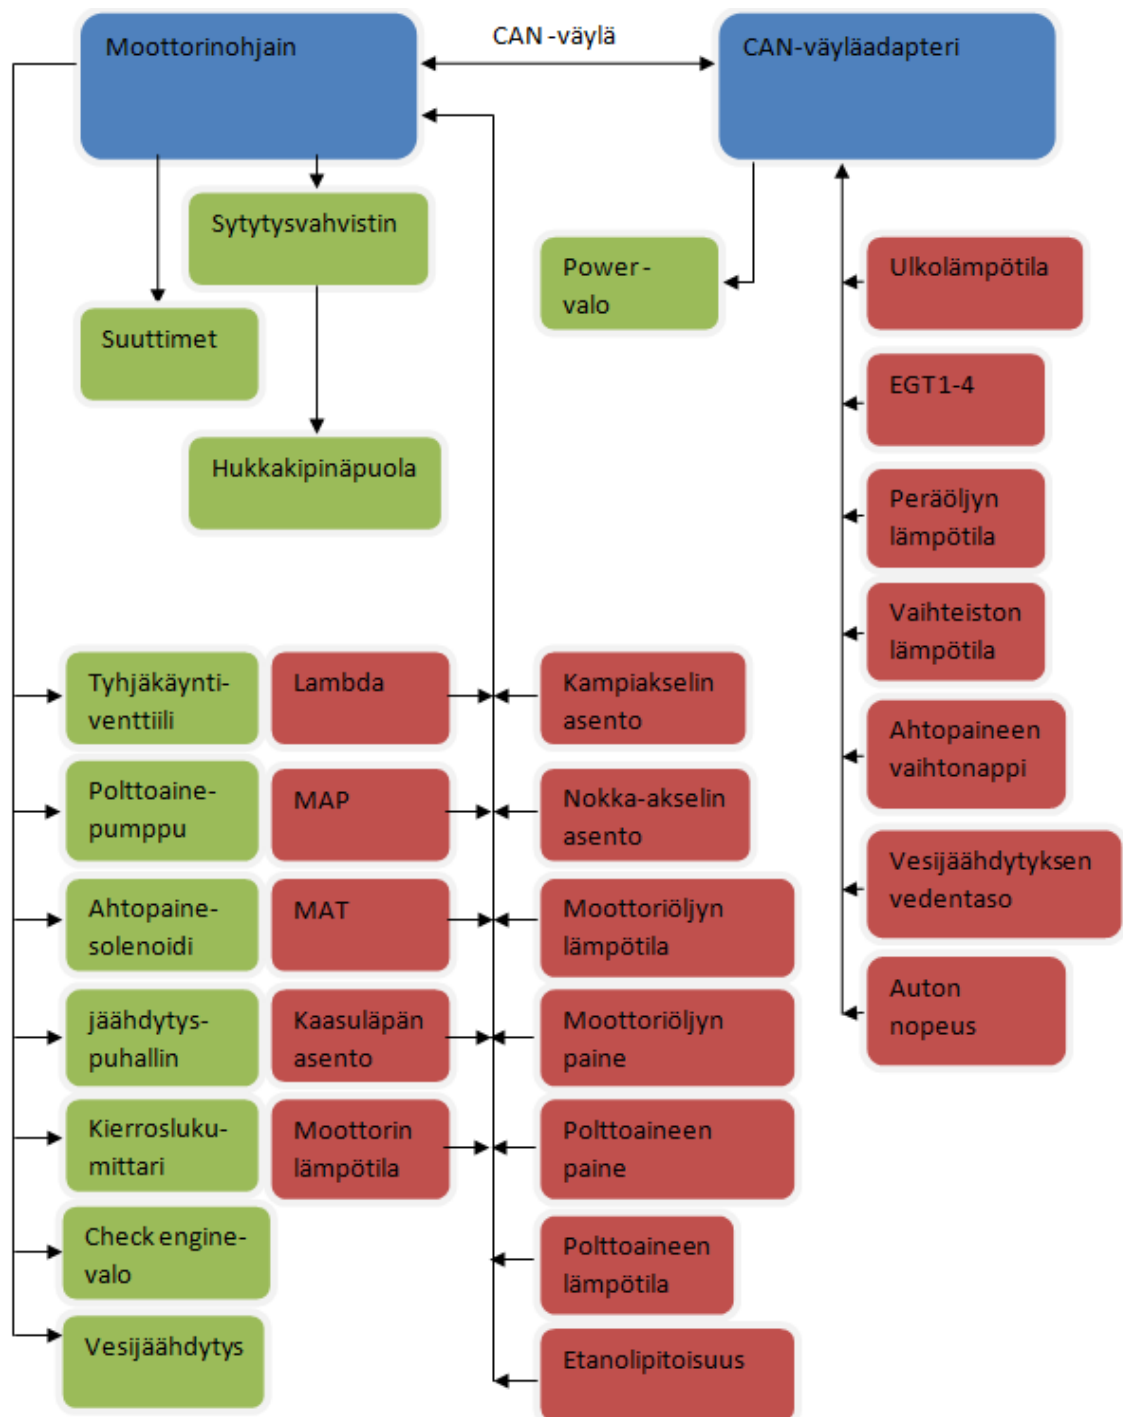 Moottorinohjain
CAN -väylä
CAN-väyläadapteri
Sytytysvahvistin
Suuttimet
Hukkakipinäpuola
Power -
valo
Ulkolämpötila
EGT1-4
Peräöljyn
lämpötila
Vaihteiston
lämpötila
Ahtopaineen
vaihtonappi
Vesijäähdytyksen
vedentaso
Auton
nopeus
Tyhjäkäynti-
venttiili
Polttoaine-
pumppu
Ahtopaine-
solenoidi
jäähdytys-
puhallin
Kierrosluku-
mittari
Check engine-
valo
Vesijäähdytys
Lambda
MAP
MAT
Kaasuläpän
asento
Moottorin
lämpötila
Kampiakselin
asento
Nokka-akselin
asento
Moottoriöljyn
lämpötila
Moottoriöljyn
paine
Polttoaineen
paine
Polttoaineen
lämpötila
Etanolipitoisuus